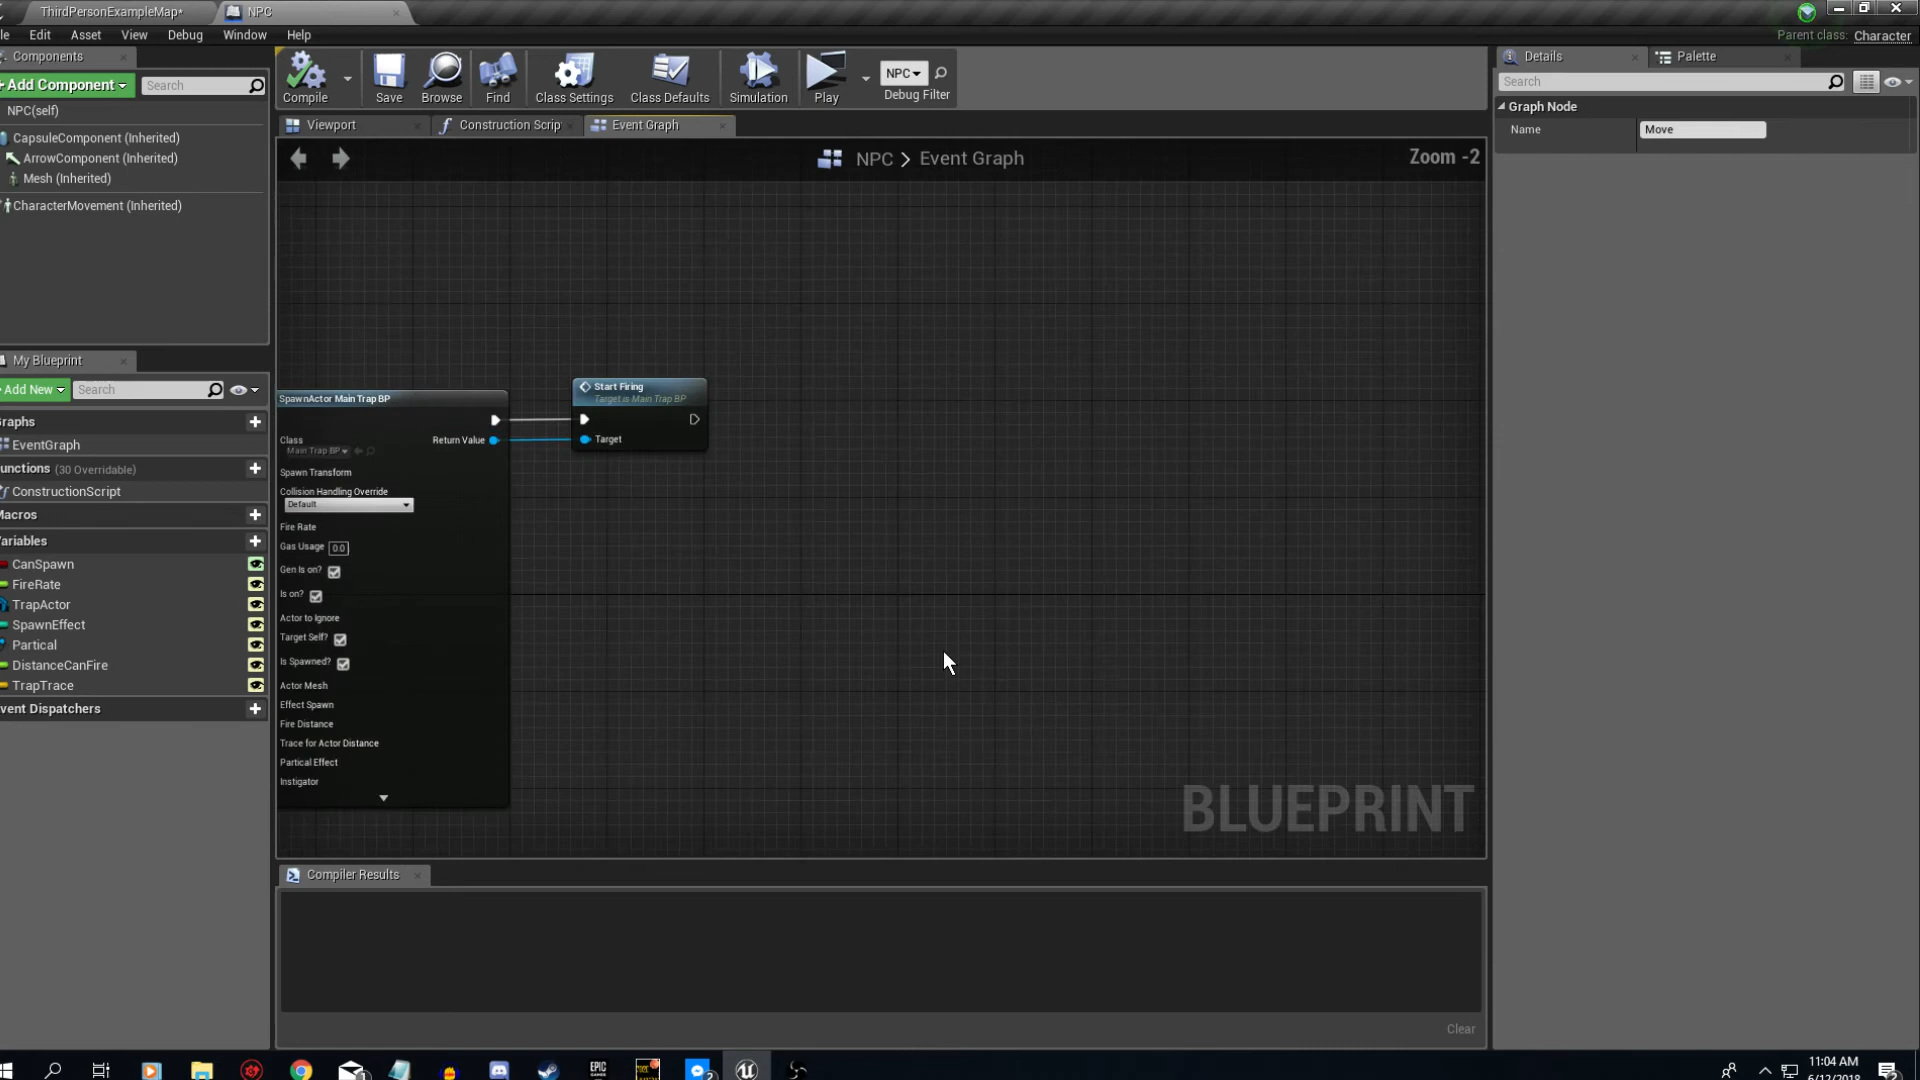 ThirdPersonExampleMap*
NPC
le Edit Asset Debug View Window Help
Parent class: Character
Components
+Add Component
Search
NPC(self)
CapsuleComponent (Inherited)
ArrowComponent (Inherited)
Mesh (Inherited)
CharacterMovement (Inherited)
My Blueprint
Add New
Search
Graphs
EventGraph
unctions (30 Overridable)
ConstructionScript
Macros
ariables
CanSpawn
FireRate
TrapActor
SpawnEffect
Partical
DistanceCanFire
TrapTrace
vent Dispatchers
Compile
Save
Browse
Find
Class Settings
Class Defaults
Simulation
Play
NPC
Debug Filter
Viewport
Construction Scrip
Event Graph
NPC > Event Graph
Zoom -2
SpawnActor Main Trap BP
Class
Main Trap BP
Return Value
Spawn Transform
Collision Handling Override
Default
Fire Rate
Gas Usage 0.0
Gen Is on?
Is on?
Actor to Ignore
Target Self?
Is Spawned?
Actor Mesh
Effect Spawn
Fire Distance
Trace for Actor Distance
Partical Effect
Instigator
Start Firing
Target is Main Trap BP
Target
BLUEPRINT
Compiler Results
Clear
Details
Palette
Search
Graph Node
Name Move
EPIC
GAMES
11:04 AM
6/12/2018